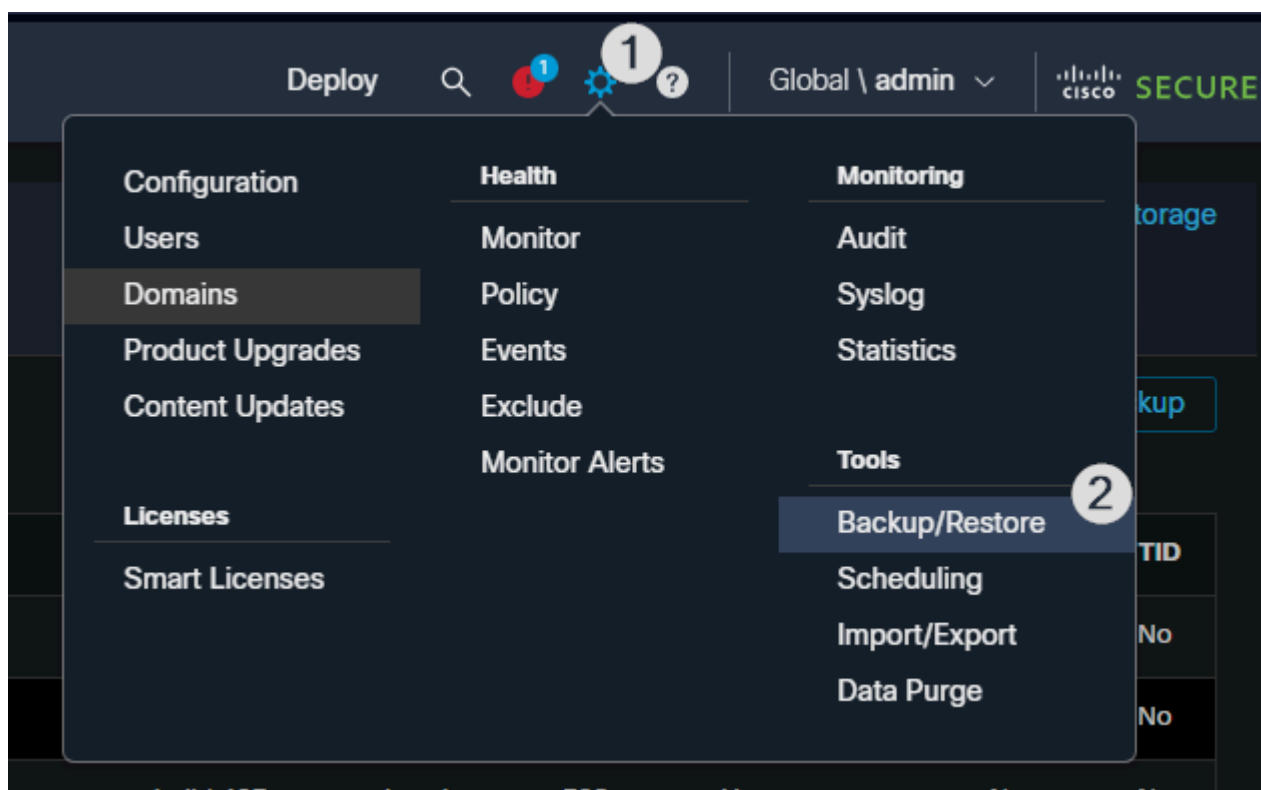 Deploy
1
1
?
Global \ admin
cisco SECURE
Configuration
Users
Domains
Product Upgrades
Content Updates
Licenses
Smart Licenses
Health
Monitor
Policy
Events
Exclude
Monitor Alerts
Monitoring
Audit
Syslog
Statistics
Tools
2
Backup/Restore
Scheduling
Import/Export
Data Purge
torage
kup
TID
No
No